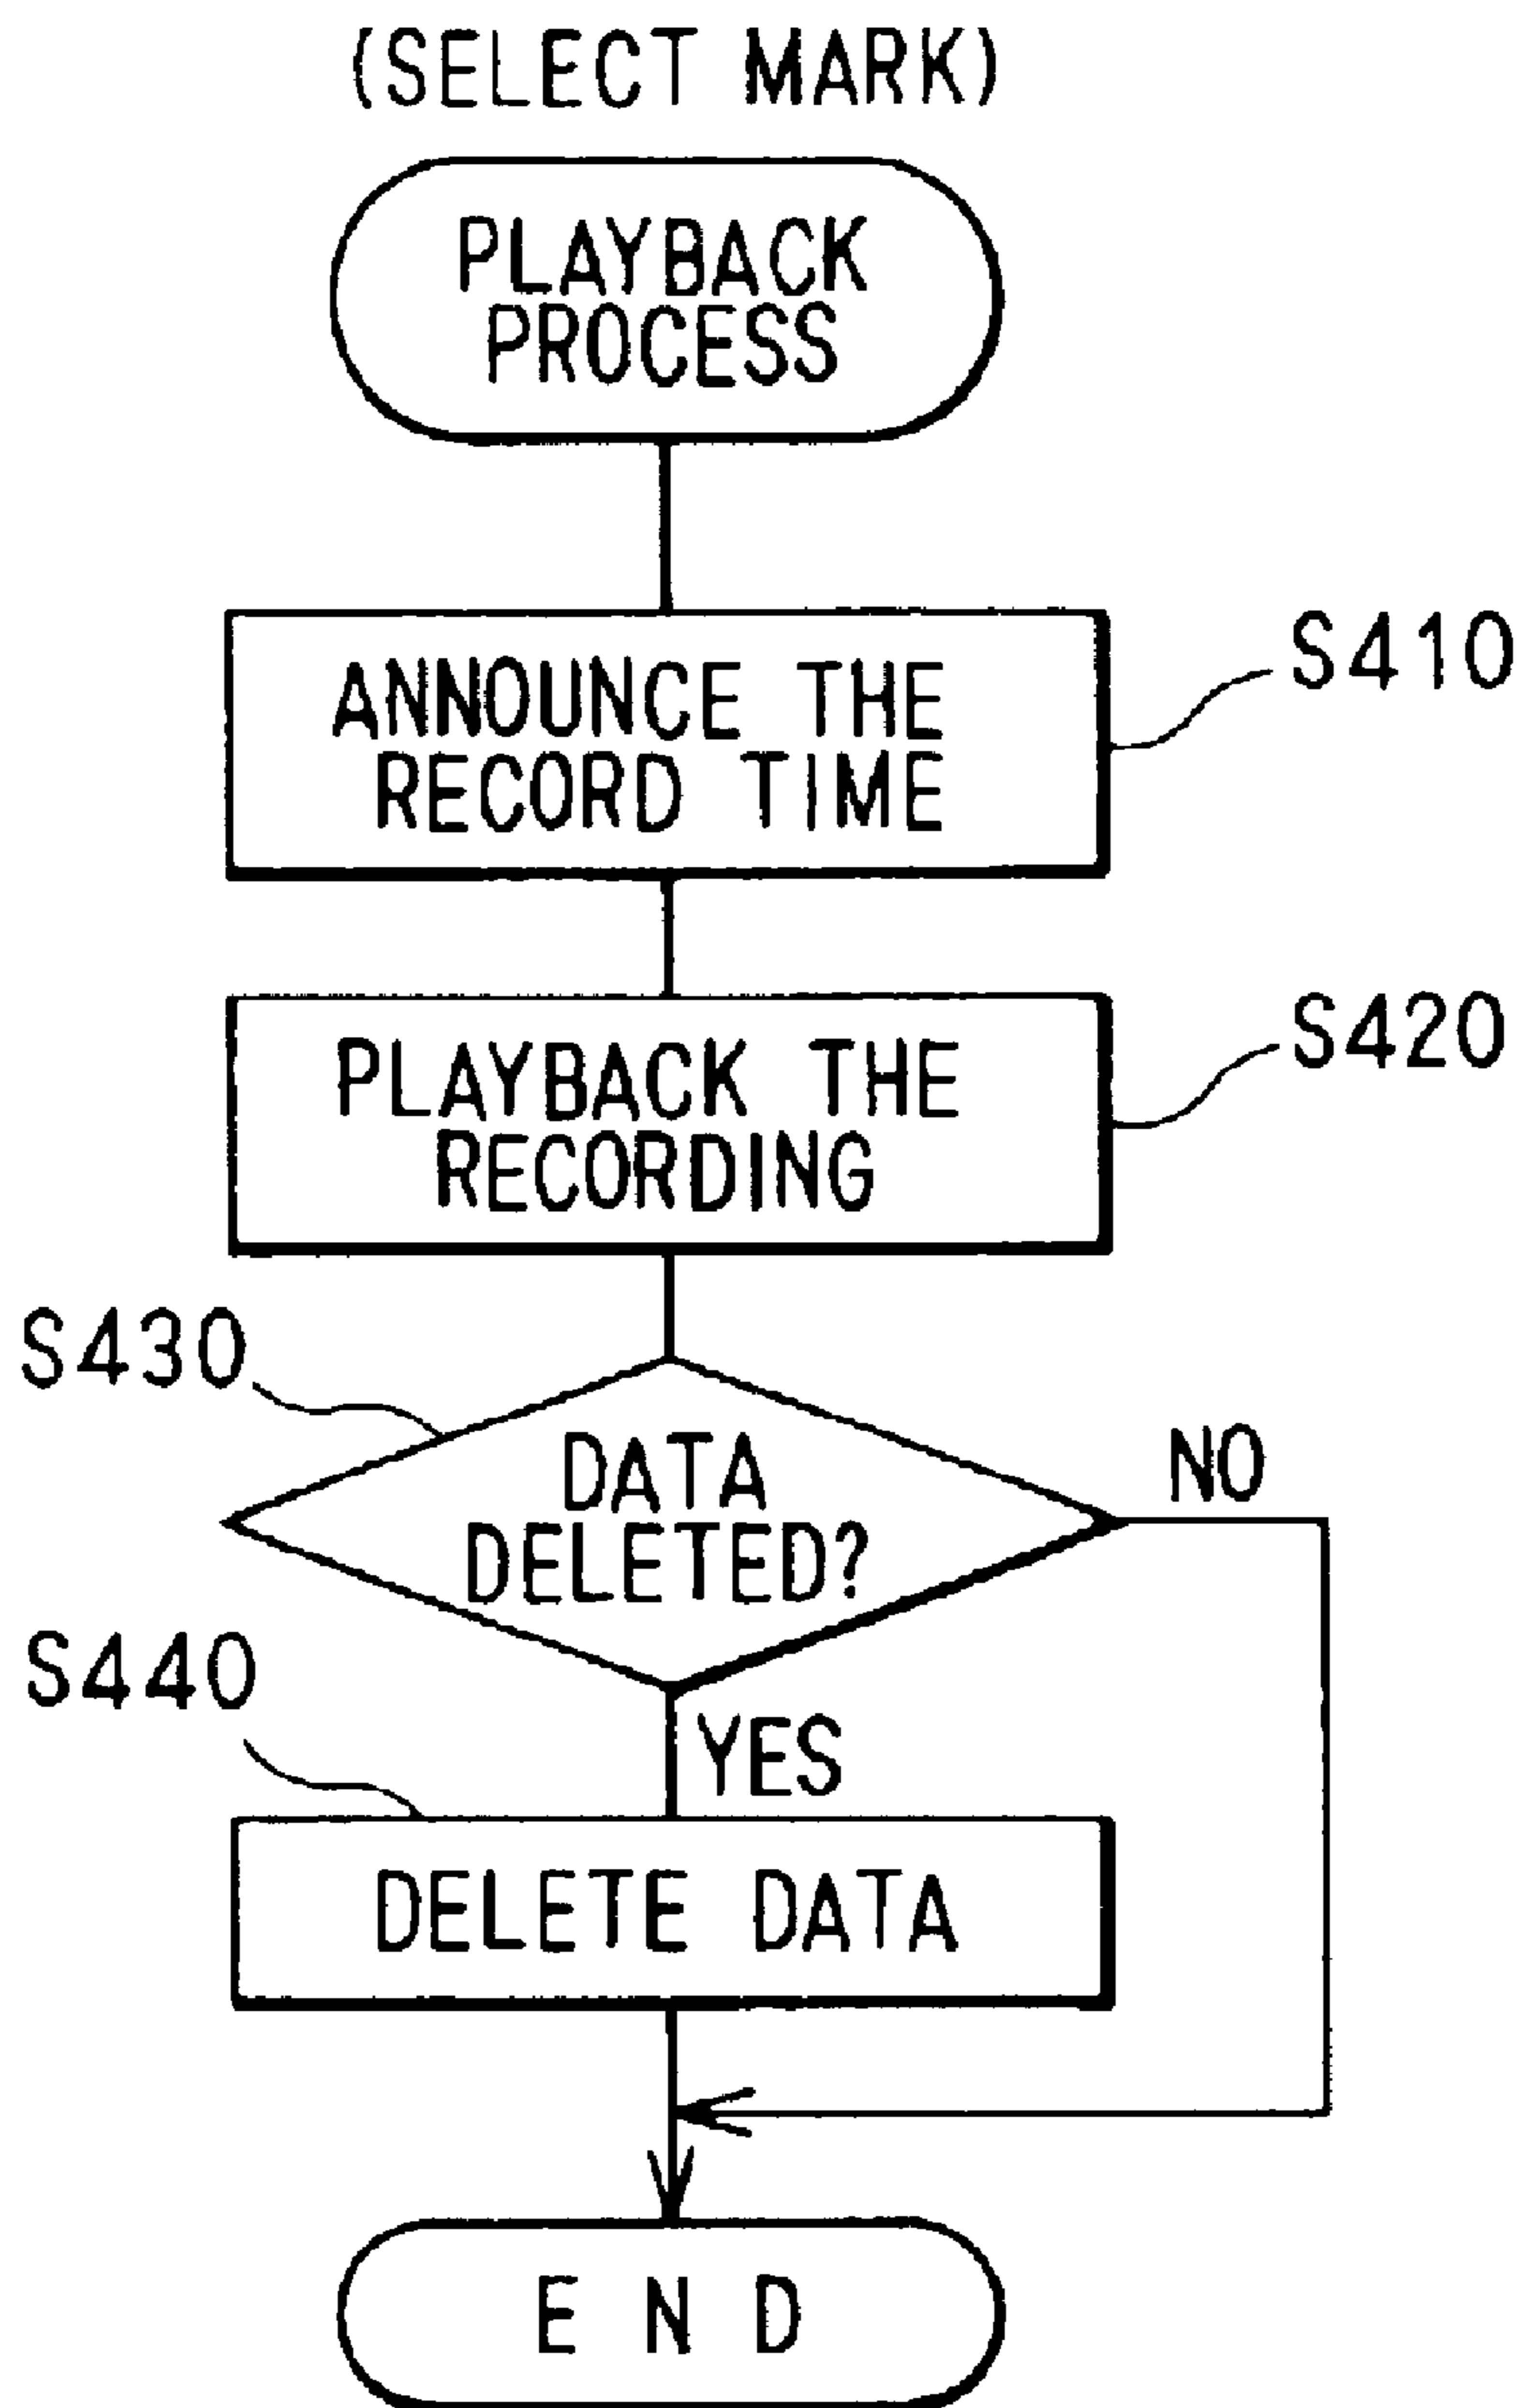 (SELECT MARK)
PLAYBACK
PROCESS
ANNOUNCE THE
RECORD TIME
S410
PLAYBACK THE
RECORDING
S420
S430
DATA
DELETED?
NO
S440
YES
DELETE DATA
END